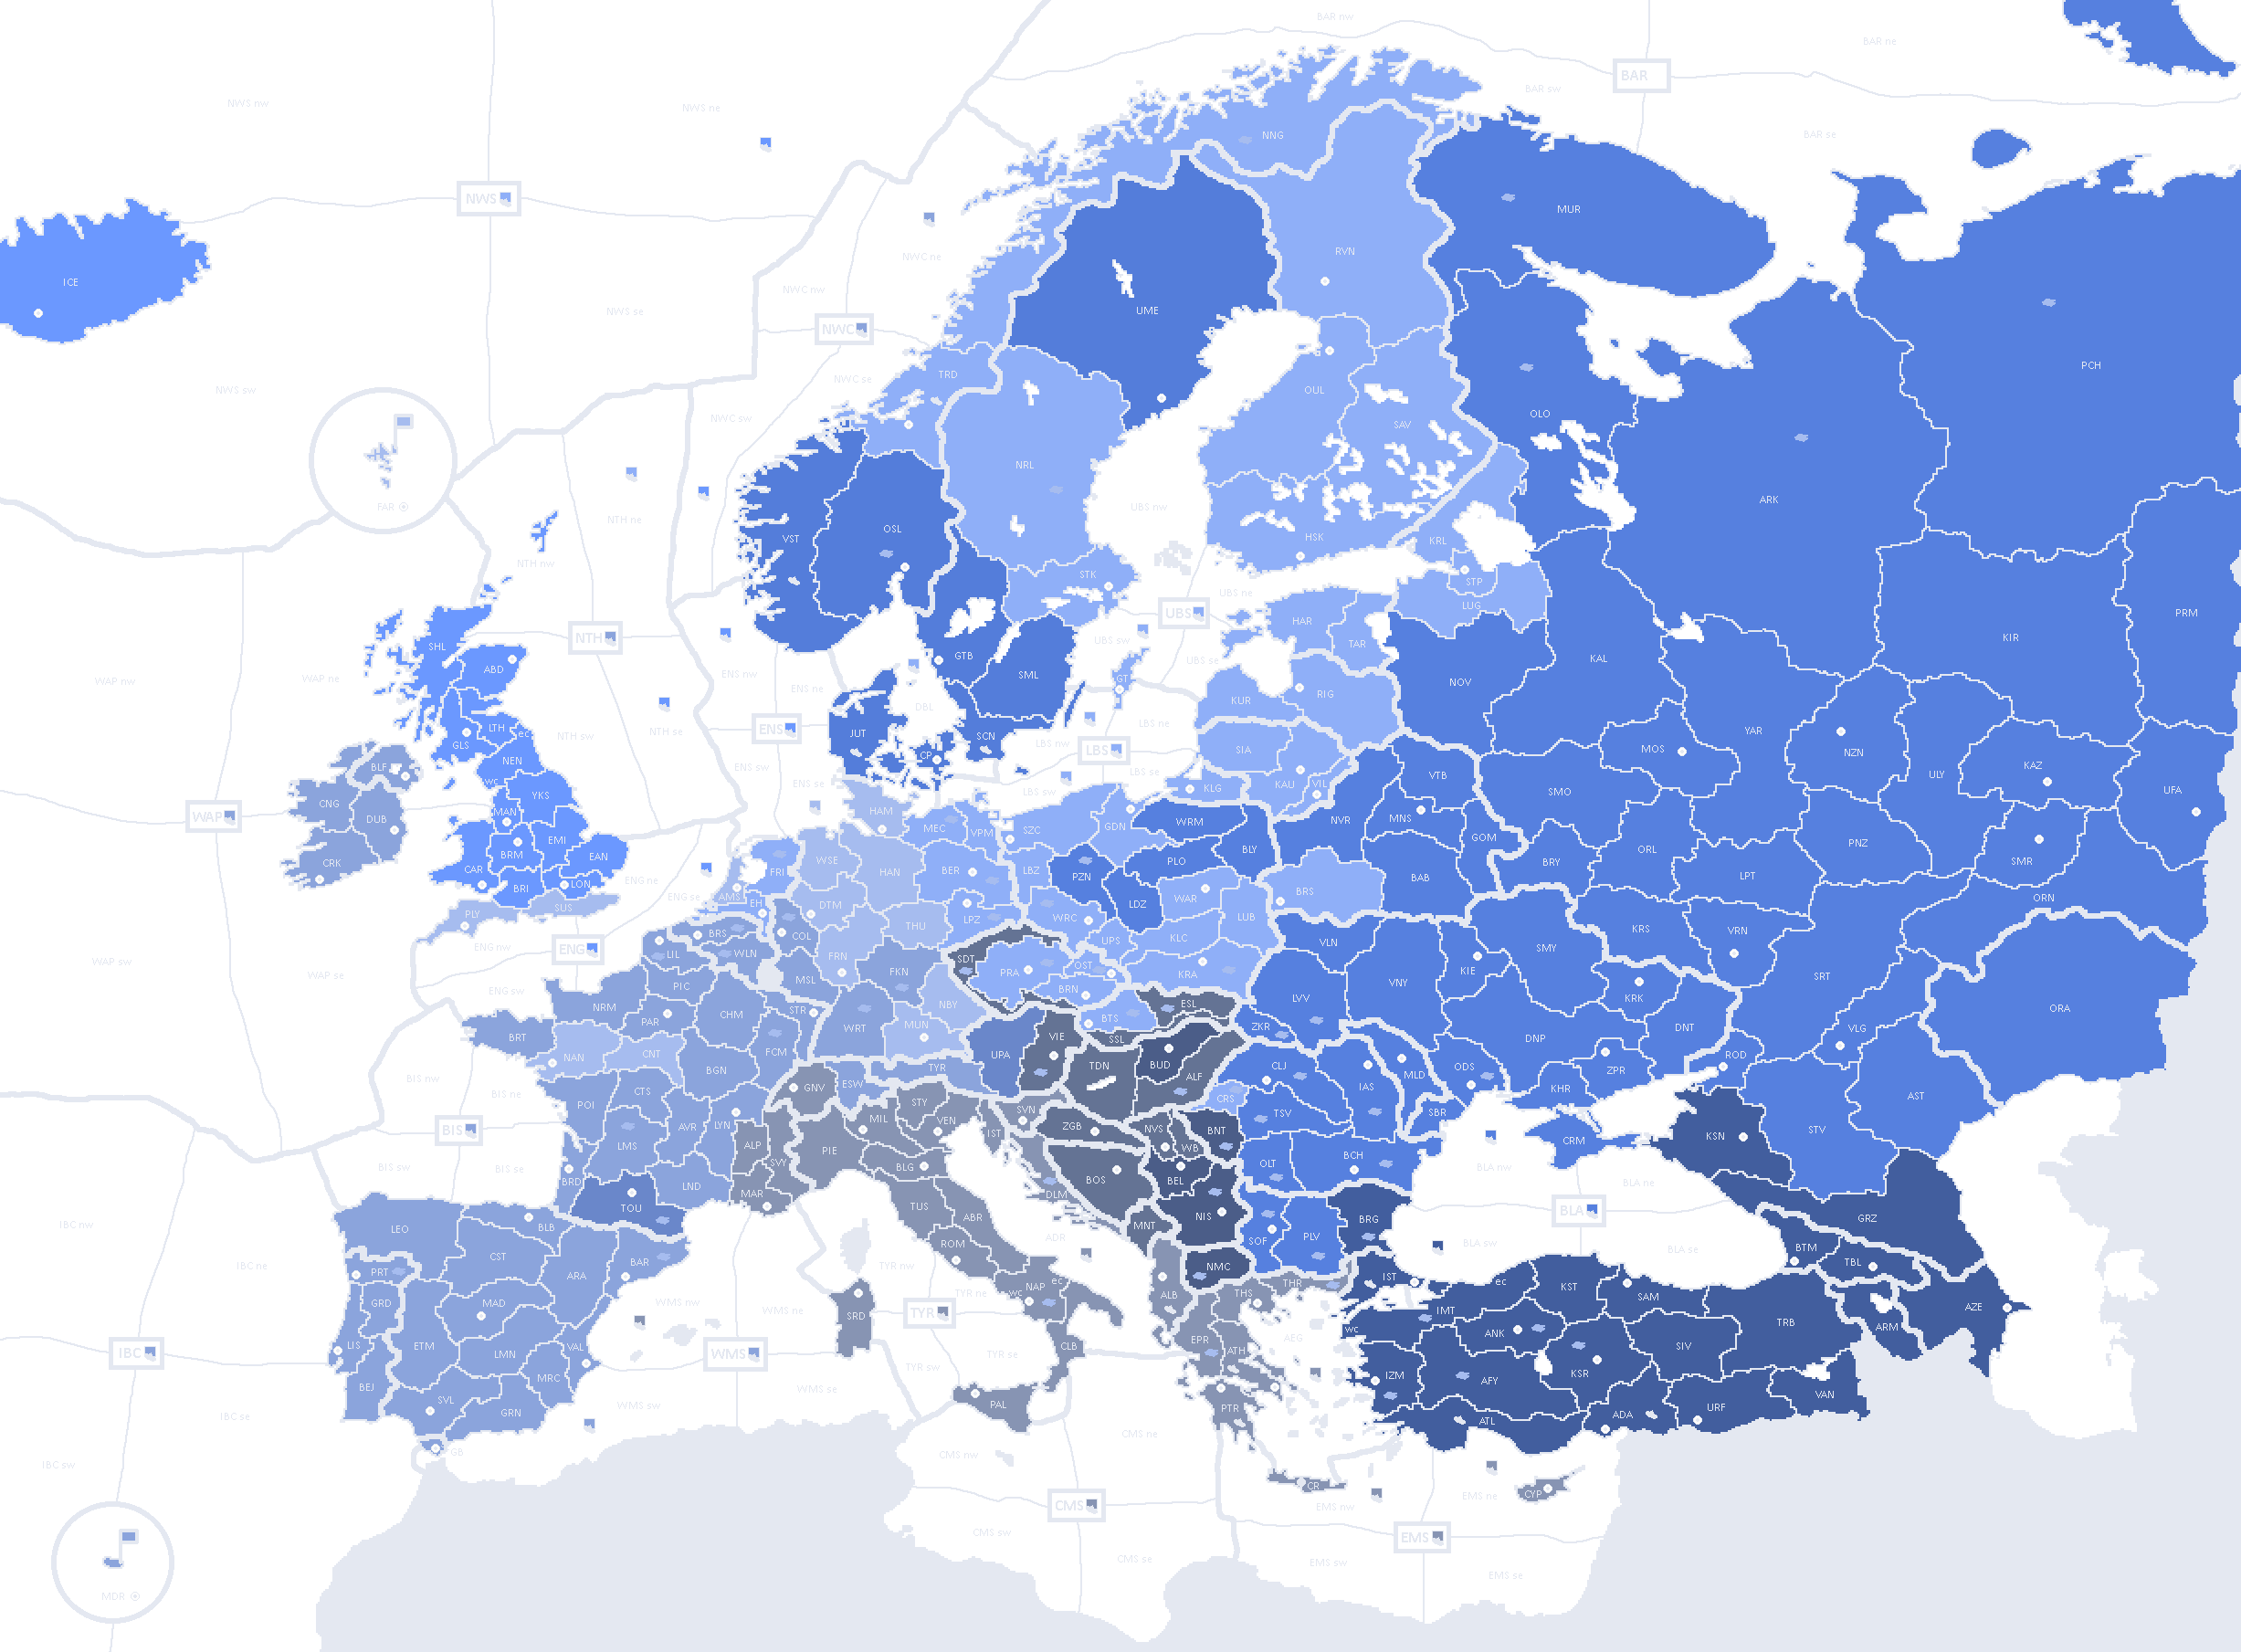 BAR nw
BAR ne
BAR
NWS nw
NWS ne
BAR sw
BAR se
NNG
NWS
MUR
RVN
NWC ne
ICE
NWC nw
NWS se
UME
NWC
PCH
NWC se
TRD
NWS sw
OUL
NWC sw
OLO
SAV
NRL
ARK
FAR
UBS nw
NTH ne
OSL
VST
HSK
KRL
NTH nw
STK
STP
UBS ne
LUG
UBS
PRM
HAR
NTH
KIR
UBS sw
TAR
SHL
GTB
KAL
UBS se
ABD
WAP ne
WAP nw
ENS nw
SML
GT
NOV
ENS ne
RIG
KUR
DBL
LTH
ENS
LBS ne
ec
JUT
NTH se
NTH sw
SCN
YAR
GLS
LBS nw
LBS
SIA
MOS
NZN
CP
NEN
BLF
ENS sw
LBS se
VTB
KAZ
ULY
wc
ENS se
KAU
VIL
KLG
UFA
LBS sw
SMO
YKS
CNG
HAM
MAN
WAP
DUB
WRM
NVR
MNS
MEC
GDN
SZC
VPM
GOM
EMI
PNZ
BLY
ORL
BRM
EAN
WSE
PLO
SMR
CRK
BRY
CAR
HAN
BER
LBZ
FRI
PZN
LPT
BAB
ENG ne
LON
BRI
BRS
AMS
ENG se
WAR
ORN
EH
LDZ
DTM
SUS
PLY
LUB
WRC
LPZ
THU
KRS
VRN
BRS
COL
KLC
UPS
VLN
ENG nw
SMY
ENG
WLN
LIL
FRN
SDT
WAP sw
OST
KIE
PRA
FKN
KRA
WAP se
SRT
MSL
VNY
PIC
BRN
ENG sw
LVV
KRK
ESL
NBY
NRM
ORA
STR
CHM
BTS
PAR
MUN
ZKR
WRT
DNT
VLG
BRT
VIE
DNP
SSL
FCM
CNT
UPA
ROD
NAN
BUD
TDN
CLJ
ODS
TYR
BGN
ZPR
MLD
ALF
BIS nw
ESW
GNV
IAS
KHR
CTS
BIS ne
AST
CRS
STY
POI
SVN
SBR
TSV
MIL
LYN
AVR
ZGB
BIS
NVS
STV
VEN
BNT
IST
KSN
CRM
ALP
LMS
WB
PIE
BCH
SVY
OLT
BLG
BLA nw
BIS sw
BIS se
BOS
BEL
BRD
BLA ne
LND
MAR
DLM
TUS
TOU
BLA
NIS
ABR
GRZ
BRG
IBC nw
MNT
BLB
LEO
PLV
ADR
SOF
ROM
BLA sw
BTM
BLA se
CST
BAR
TBL
IBC ne
TYR nw
NMC
PRT
ARA
IST
ec
THR
KST
NAP
ec
TYR ne
THS
ALB
wc
SAM
GRD
MAD
WMS nw
AZE
IMT
WMS ne
TYR
SRD
TRB
ARM
wc
ANK
EPR
AEG
LIS
ETM
VAL
CLB
SIV
ATH
IBC
LMN
WMS
TYR se
TYR sw
KSR
IZM
MRC
AFY
BEJ
WMS se
VAN
SVL
PAL
WMS sw
URF
PTR
GRN
ADA
IBC se
ATL
CMS ne
GB
CMS nw
IBC sw
CR
CYP
EMS ne
CMS
EMS nw
CMS sw
EMS
CMS se
EMS sw
EMS se
MDR